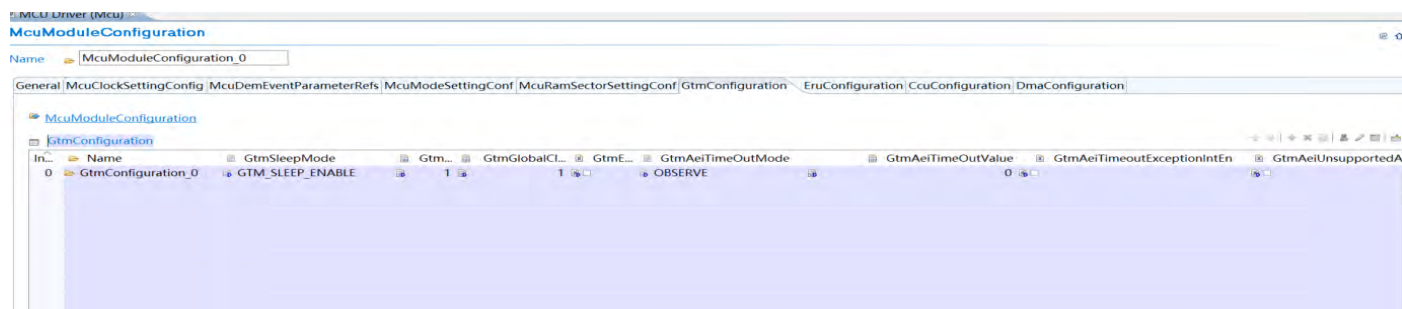 MCU Driver (Mcu)
McuModuleConfiguration
Name McuModuleConfiguration_0
General McuClockSettingConfig McuDemEventParameterRefs McuModeSettingConf McuRamSectorSettingConf GtmConfiguration EruConfiguration CcuConfiguration DmaConfiguration
McuModuleConfiguration
GtmConfiguration
In... Name GtmSleepMode Gtm... GtmGlobalCl... GtmE... GtmAeiTimeOutMode GtmAeiTimeOutValue GtmAeiTimeoutExceptionIntEn GtmAeiUnsupportedA
0 GtmConfiguration_0 GTM_SLEEP_ENABLE 1 1 OBSERVE 0